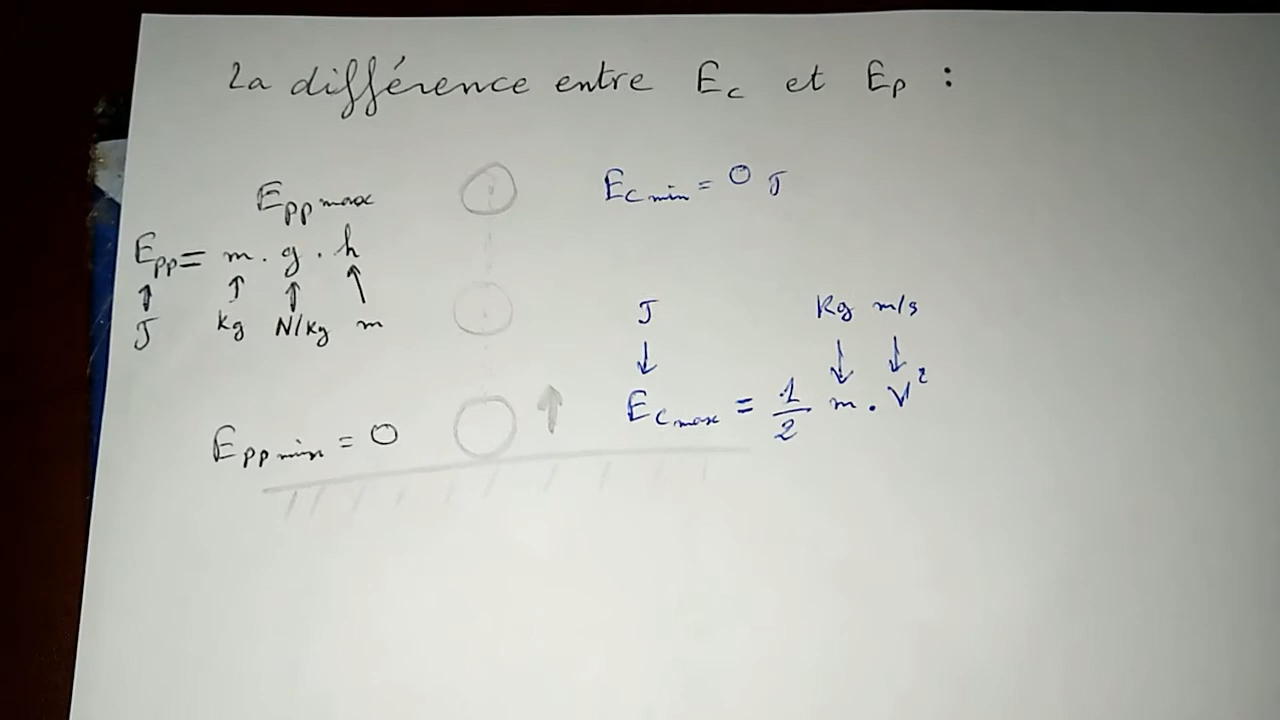 La différence entre Ec et Ep :
Epp max
Ec min = 0 J
Epp = m . g . h
J kg N/kg m
J Kg m/s
Ec max = 1/2 m . V²
Epp min = 0